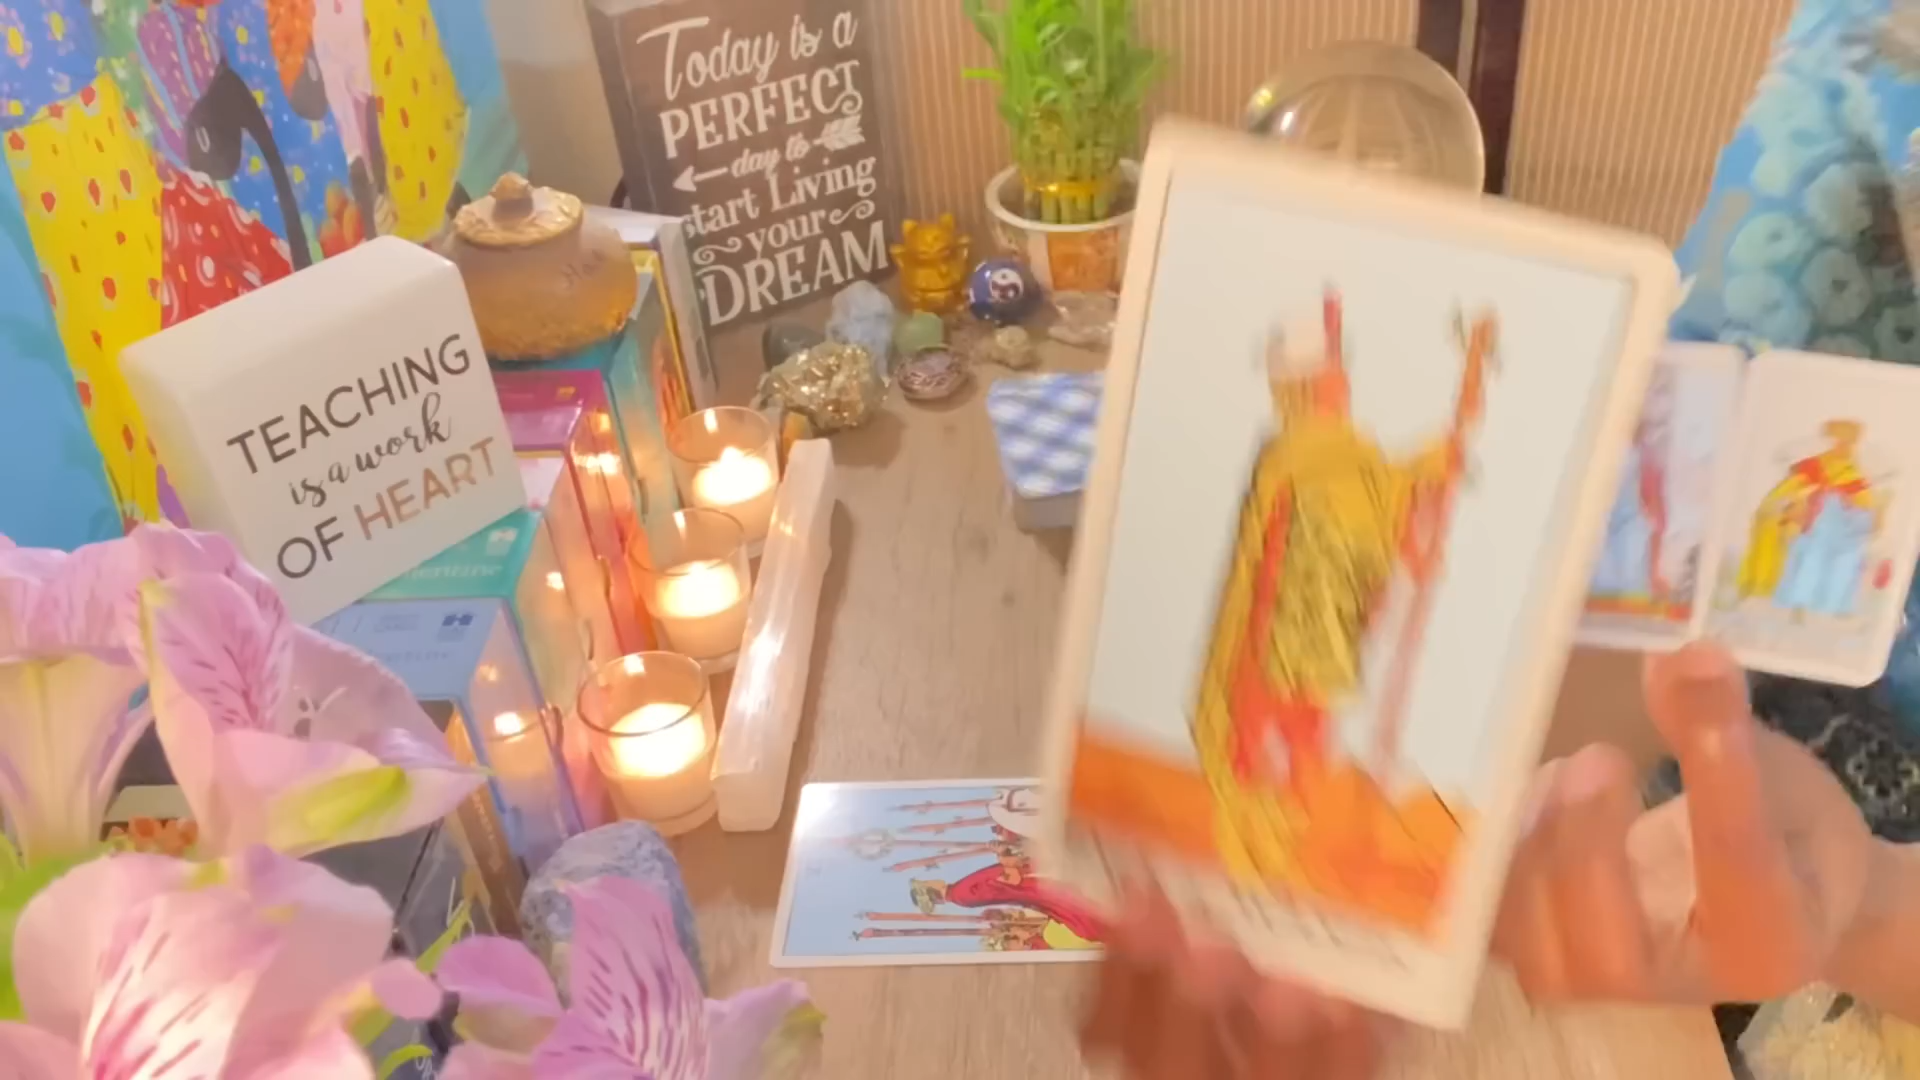 Today is a
PERFECT
day to
start Living
your
DREAM
TEACHING
is a work
OF HEART